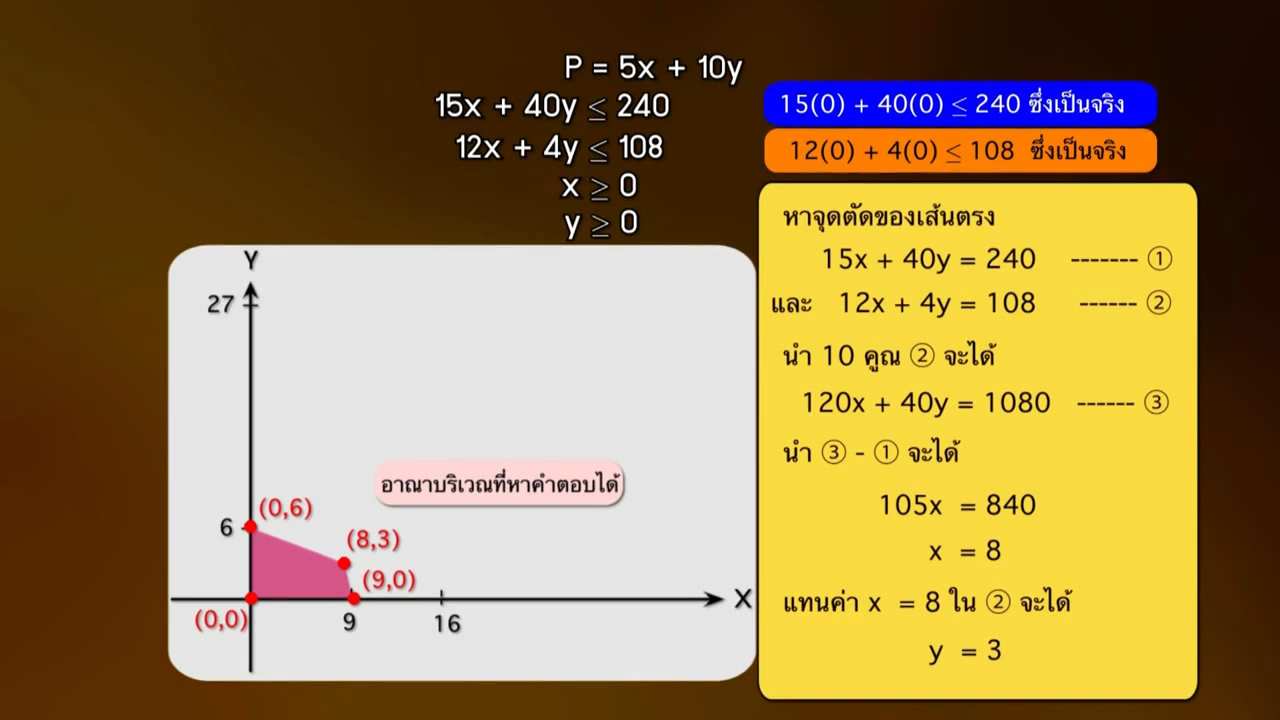 P = 5x + 10y
15x + 40y ≤ 240
12x + 4y ≤ 108
x ≥ 0
y ≥ 0
15(0) + 40(0) ≤ 240 ซึ่งเป็นจริง
12(0) + 4(0) ≤ 108 ซึ่งเป็นจริง
Y
27
6
(0,6)
อาณาบริเวณที่หาคำตอบได้
(8,3)
(9,0)
(0,0)
9
16
X
หาจุดตัดของเส้นตรง
15x + 40y = 240 ------- ①
และ 12x + 4y = 108 ------ ②
นำ 10 คูณ ② จะได้
120x + 40y = 1080 ------ ③
นำ ③ - ① จะได้
105x = 840
x = 8
แทนค่า x = 8 ใน ② จะได้
y = 3